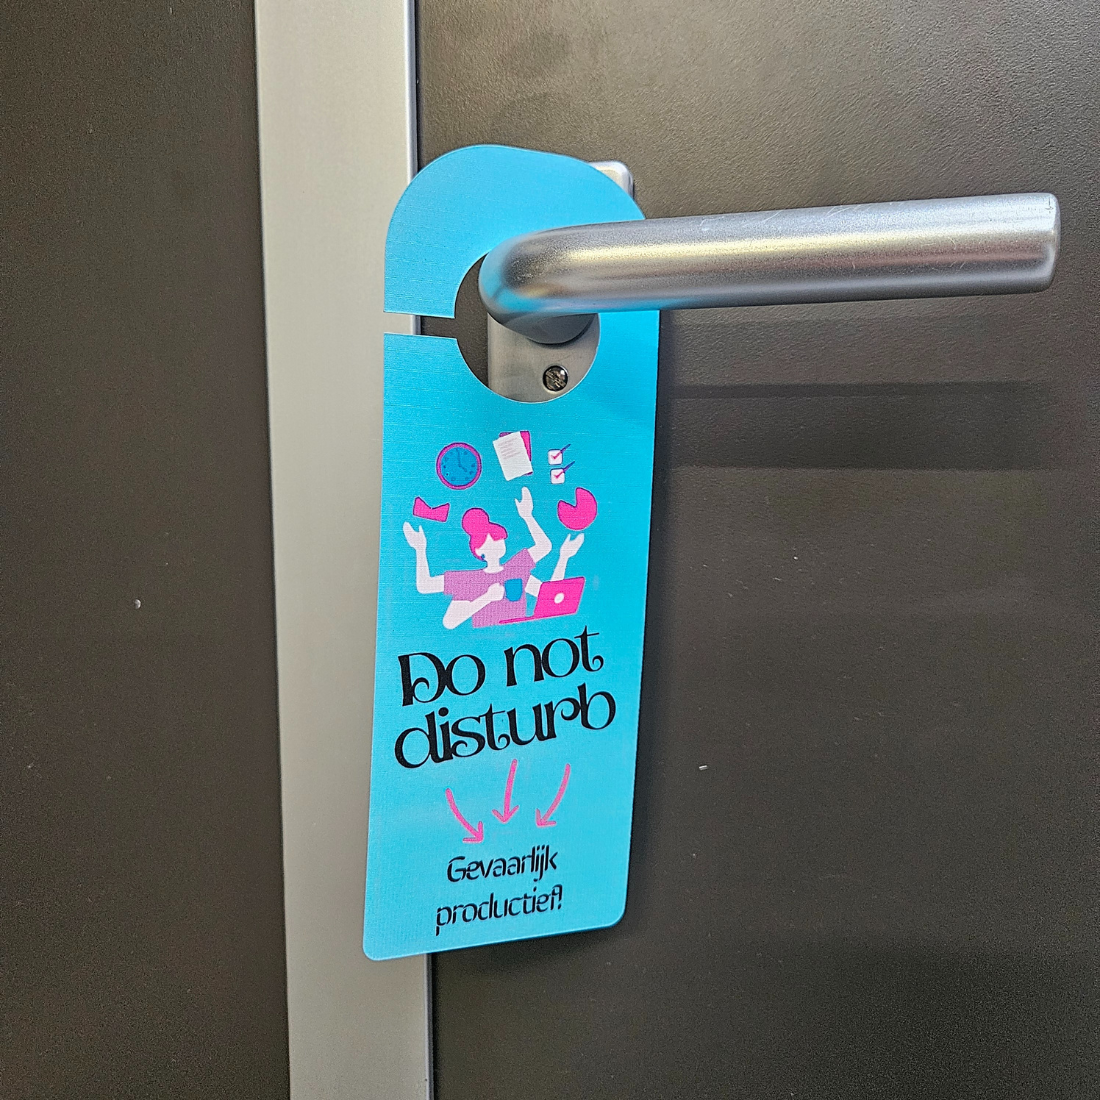 Do not
disturb
Gevaarlijk
productief!